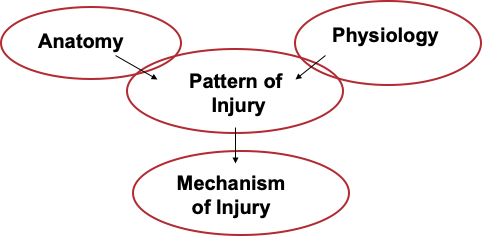 Anatomy
Physiology
Pattern of
Injury
Mechanism
of Injury